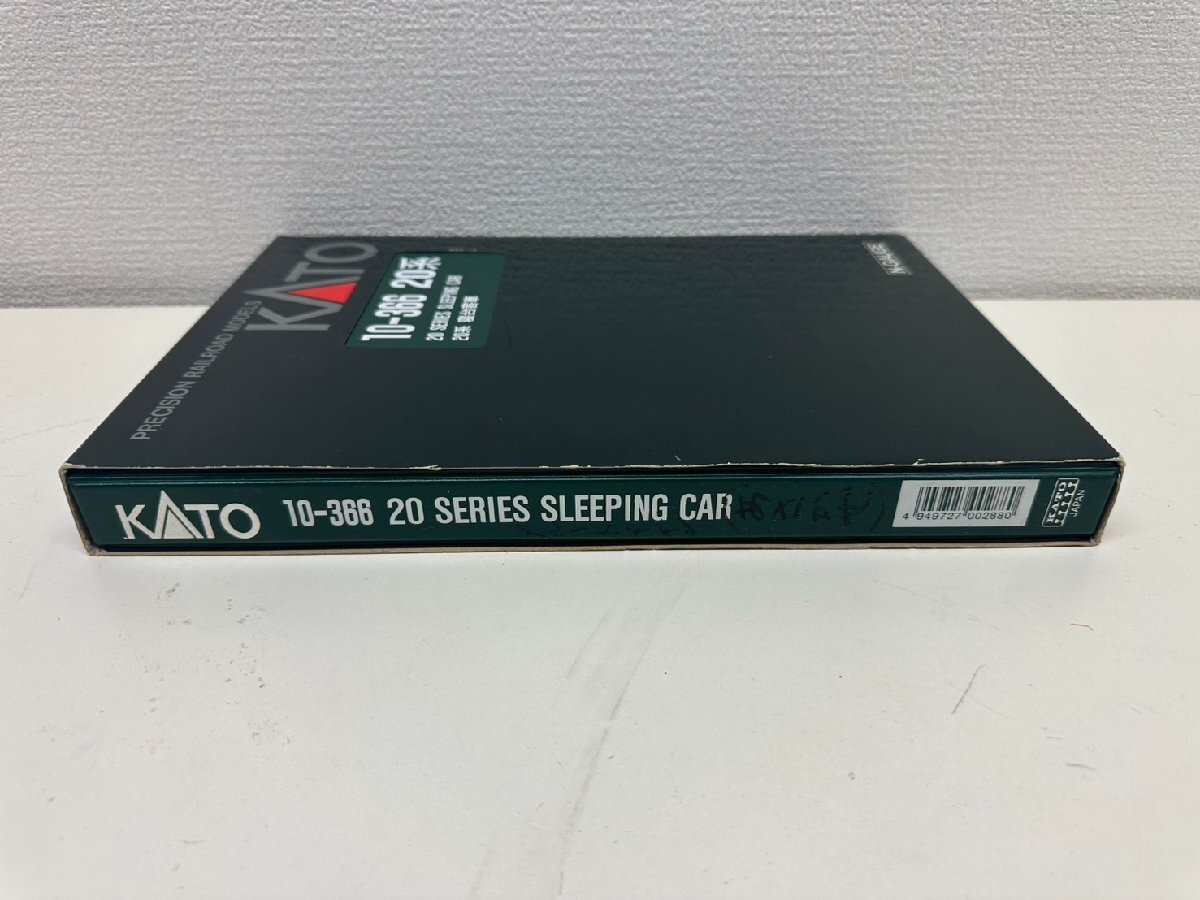 KATO
PRECISION RAILROAD MODELS
10-366 20系
20 SERIES SLEEPING CAR
20系 寝台客車
N-GAUGE
KATO
10-366 20 SERIES SLEEPING CAR
4 949727 002880
KATO
JAPAN